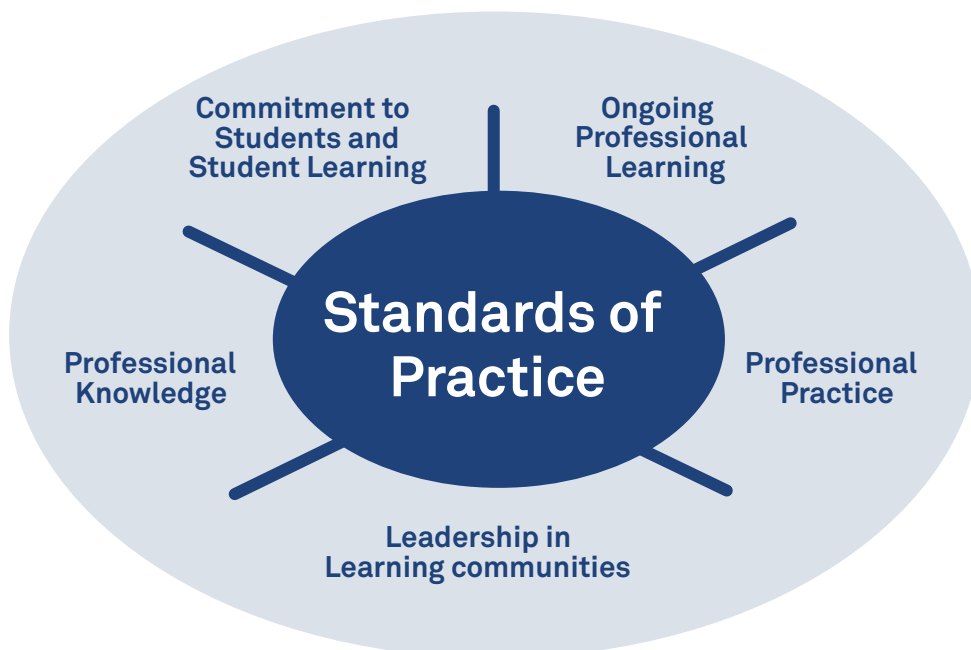 Commitment to
Students and
Student Learning
Ongoing
Professional
Learning
Standards of
Practice
Professional
Knowledge
Professional
Practice
Leadership in
Learning communities